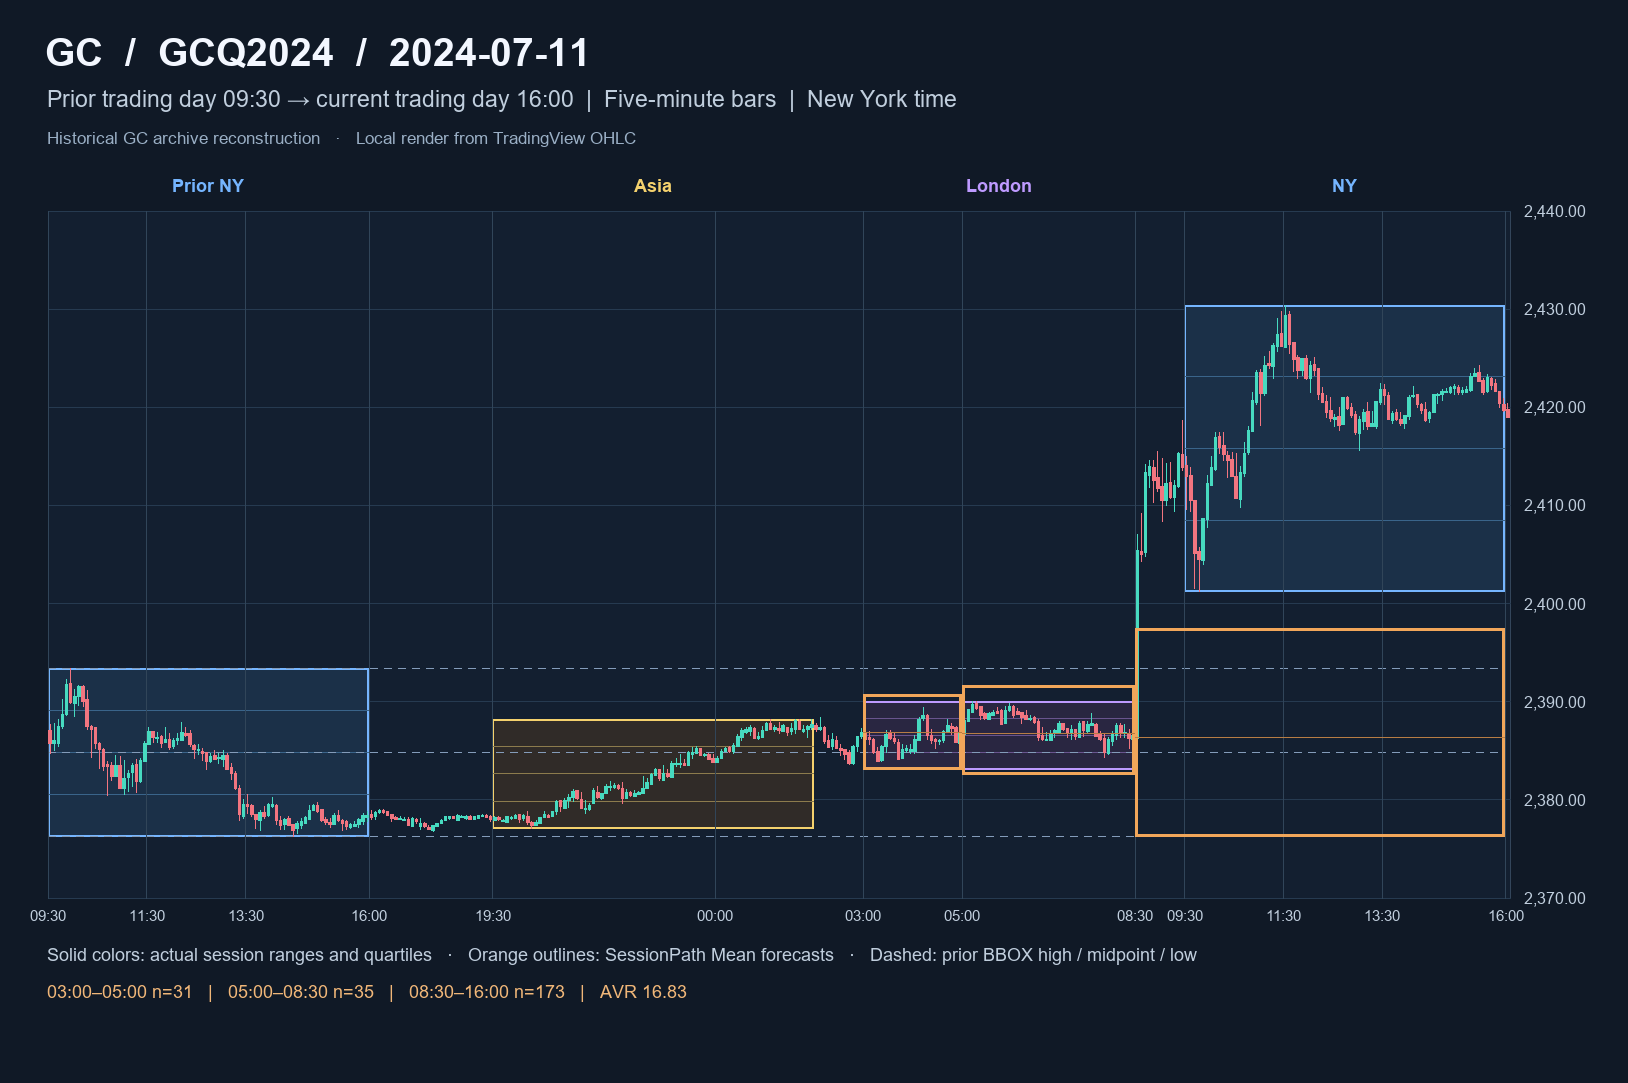 GC / GCQ2024 / 2024-07-11
Prior trading day 09:30 → current trading day 16:00 | Five-minute bars | New York time
Historical GC archive reconstruction · Local render from TradingView OHLC
Prior NY Asia London NY
2,440.00
2,430.00
2,420.00
2,410.00
2,400.00
2,390.00
2,380.00
2,370.00
09:30 11:30 13:30 16:00 19:30 00:00 03:00 05:00 08:30 09:30 11:30 13:30 16:00
Solid colors: actual session ranges and quartiles · Orange outlines: SessionPath Mean forecasts · Dashed: prior BBOX high / midpoint / low
03:00–05:00 n=31 | 05:00–08:30 n=35 | 08:30–16:00 n=173 | AVR 16.83